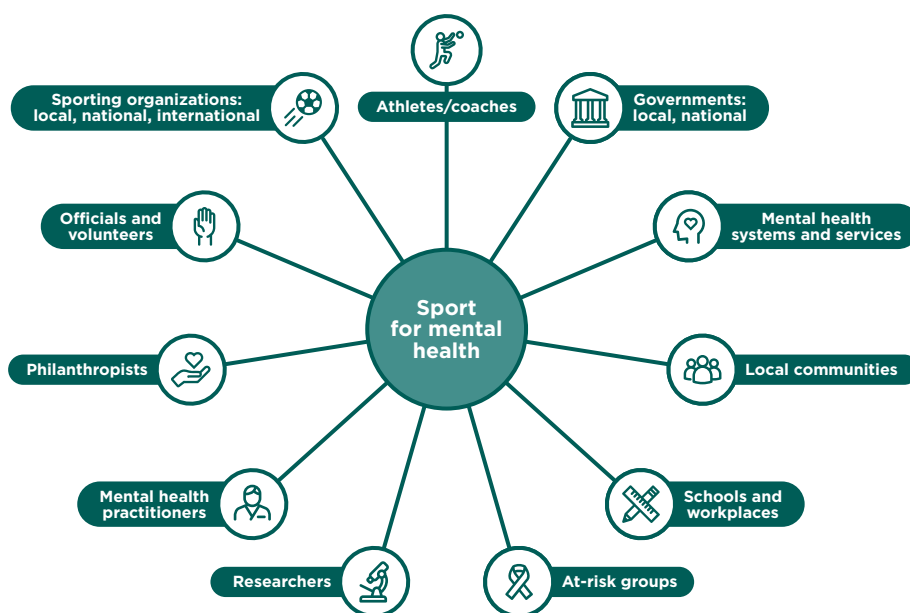 Athletes/coaches
Sporting organizations:
local, national, international
Governments:
local, national
Officials and
volunteers
Mental health
systems and services
Sport
for mental
health
Philanthropists
Local communities
Mental health
practitioners
Schools and
workplaces
Researchers
At-risk groups